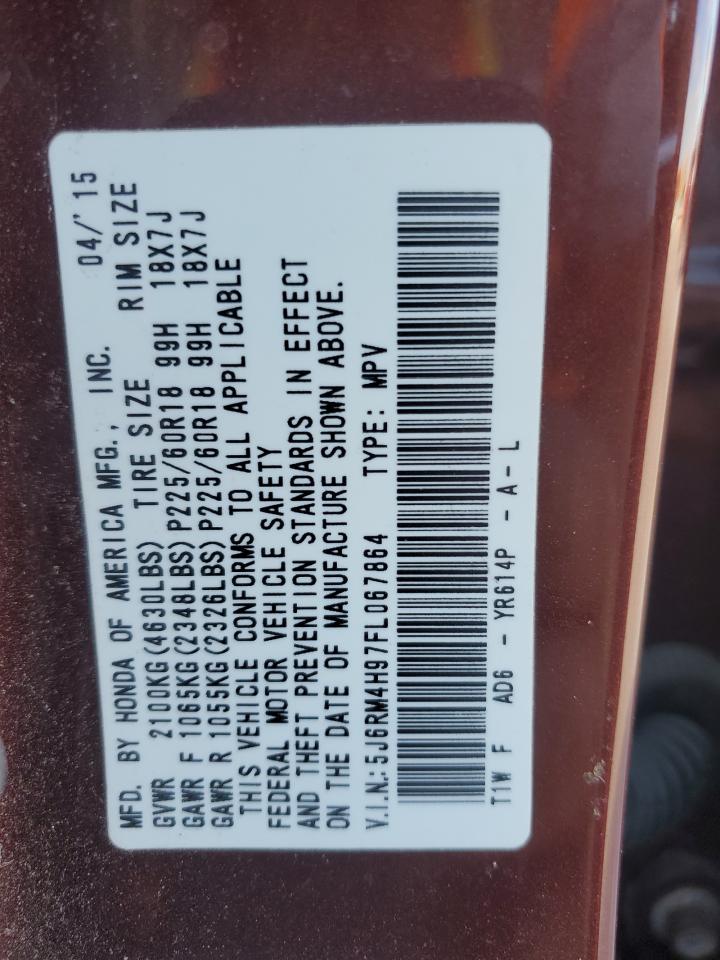 MFD. BY HONDA OF AMERICA MFG., INC. 04/'15
GVWR 2100KG(4630LBS) TIRE SIZE RIM SIZE
GAWR F 1065KG(2348LBS)P225/60R18 99H 18X7J
GAWR R 1055KG(2326LBS)P225/60R18 99H 18X7J
THIS VEHICLE CONFORMS TO ALL APPLICABLE
FEDERAL MOTOR VEHICLE SAFETY
AND THEFT PREVENTION STANDARDS IN EFFECT
ON THE DATE OF MANUFACTURE SHOWN ABOVE.
V.I.N.:5J6RM4H97FL067864 TYPE: MPV
T1W F AD6 - YR614P - A - L